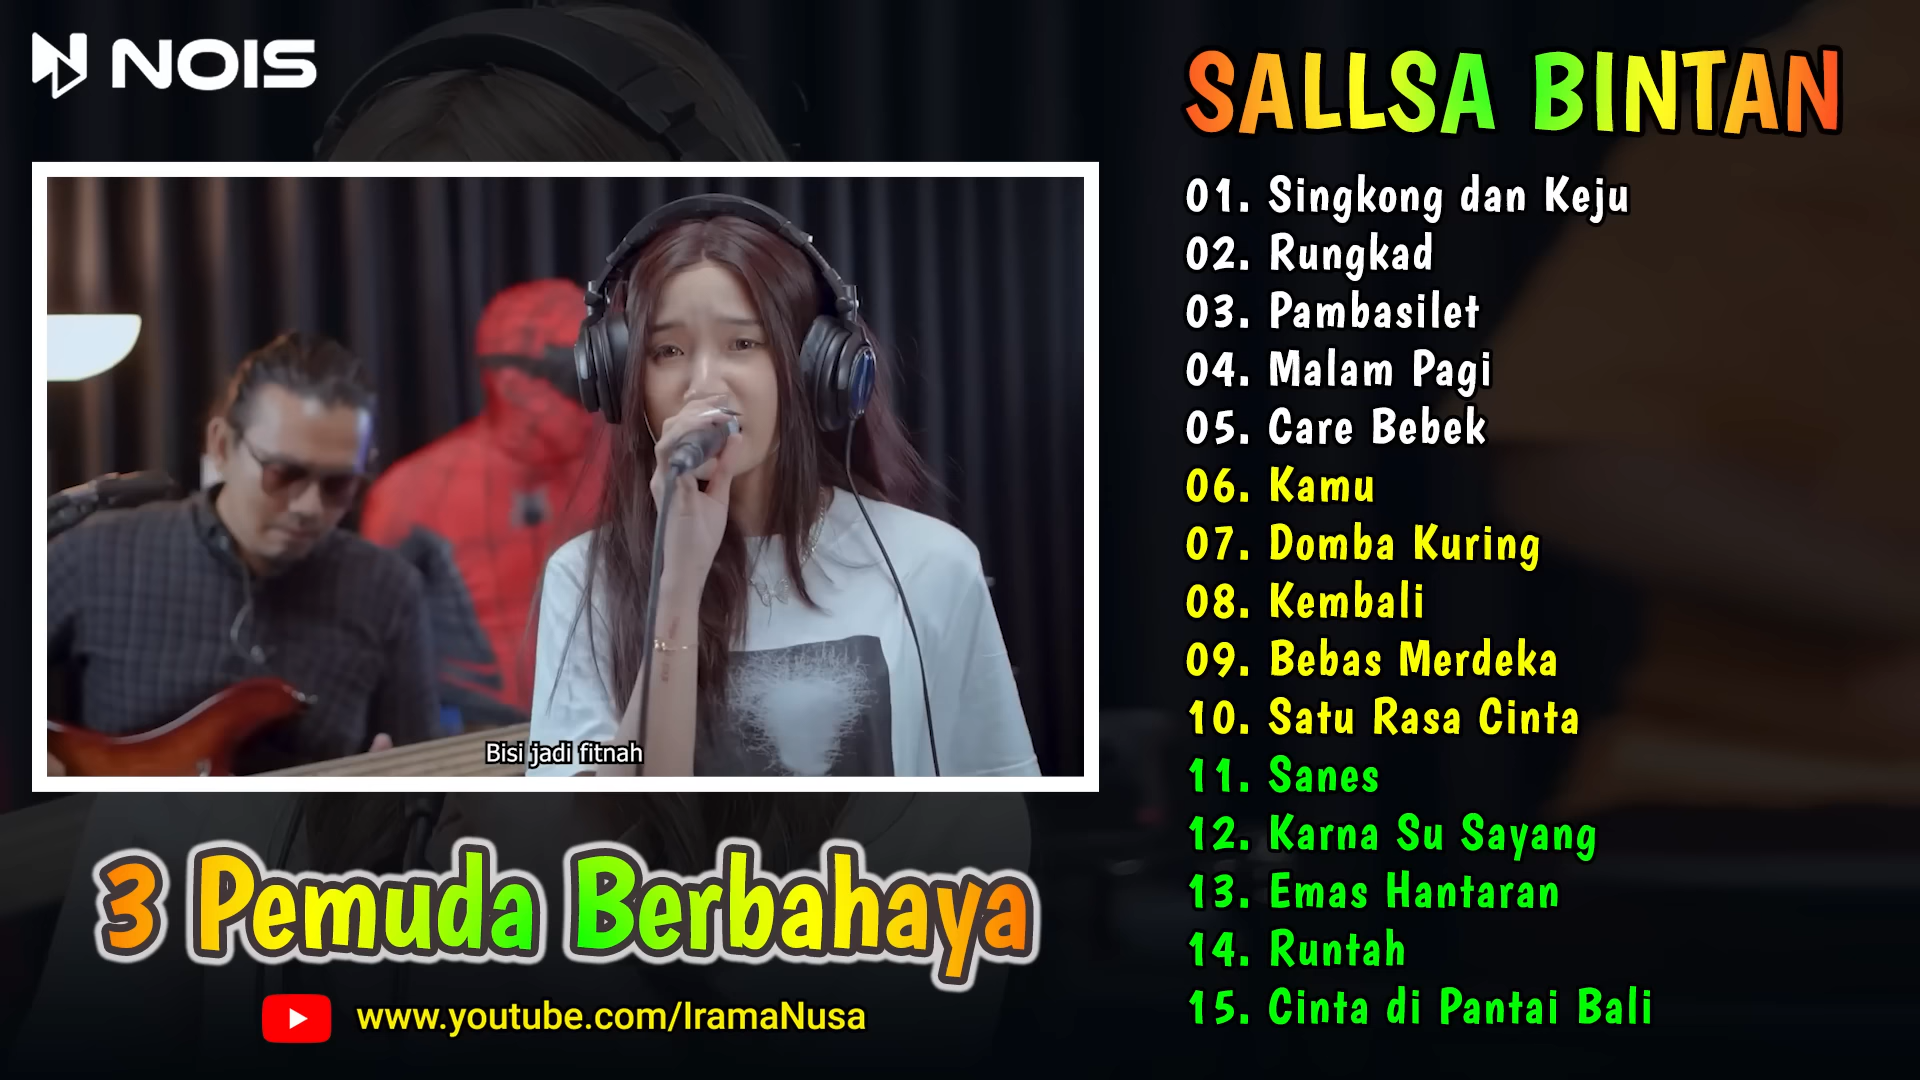 NOIS
SALLSA BINTAN
01. Singkong dan Keju
02. Rungkad
03. Pambasilet
04. Malam Pagi
05. Care Bebek
06. Kamu
07. Domba Kuring
08. Kembali
09. Bebas Merdeka
10. Satu Rasa Cinta
11. Sanes
12. Karna Su Sayang
13. Emas Hantaran
14. Runtah
15. Cinta di Pantai Bali
Bisi jadi fitnah
3 Pemuda Berbahaya
www.youtube.com/IramaNusa